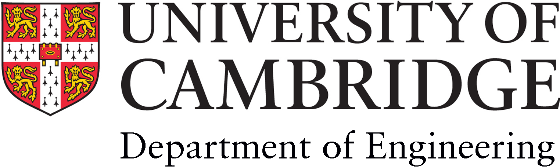 UNIVERSITY OF
CAMBRIDGE
Department of Engineering